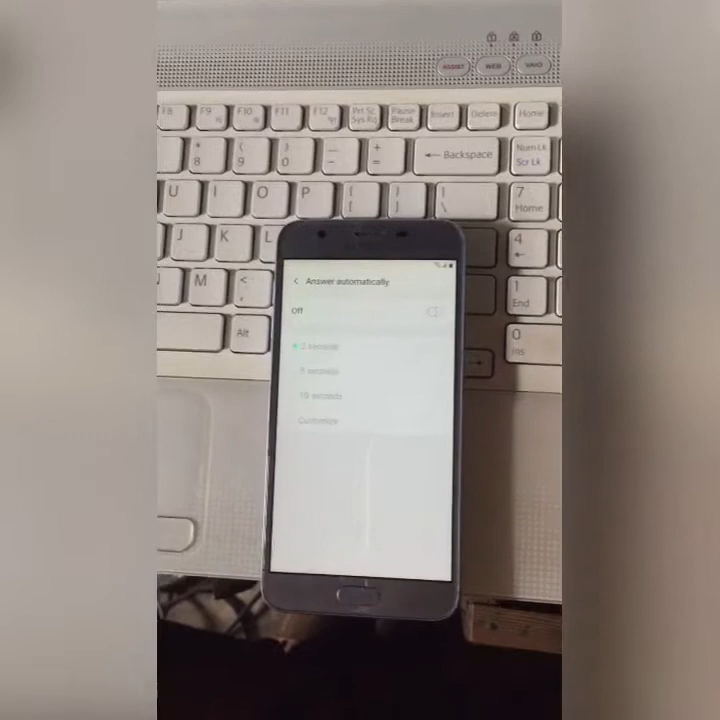 ASSIST WEB VAIO
F8 F9 F10 F11 F12 Prt Sc Sys Rq Pause Break Insert Delete Home
* 8 ( 9 ) 0 — - + = ← Backspace Num Lk Scr Lk
U I O P { [ } ] | \ 7 Home
J K L 4 ←
M < , 1 End
Alt → 0 Ins
Answer automatically
Off
2 seconds
5 seconds
10 seconds
Customize